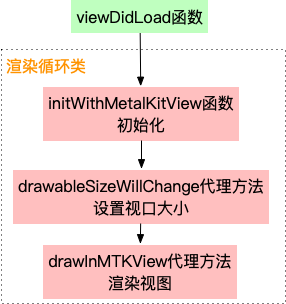 viewDidLoad函数
渲染循环类
initWithMetalKitView函数
初始化
drawableSizeWillChange代理方法
设置视口大小
drawInMTKView代理方法
渲染视图